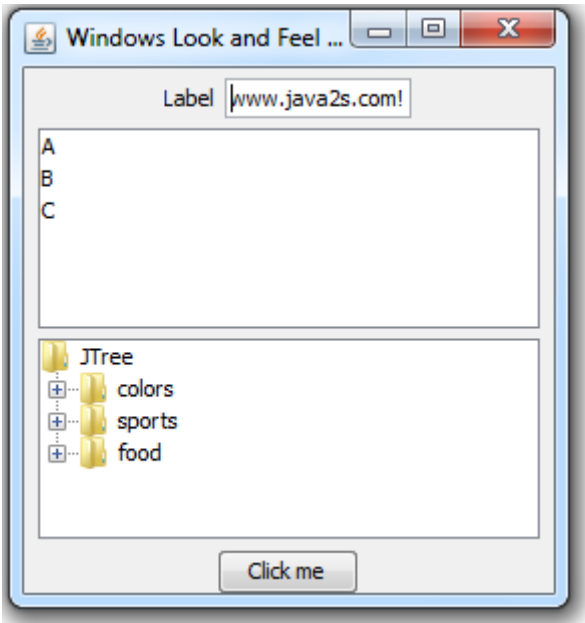 Windows Look and Feel ...
Label www.java2s.com!
A
B
C
JTree
colors
sports
food
Click me